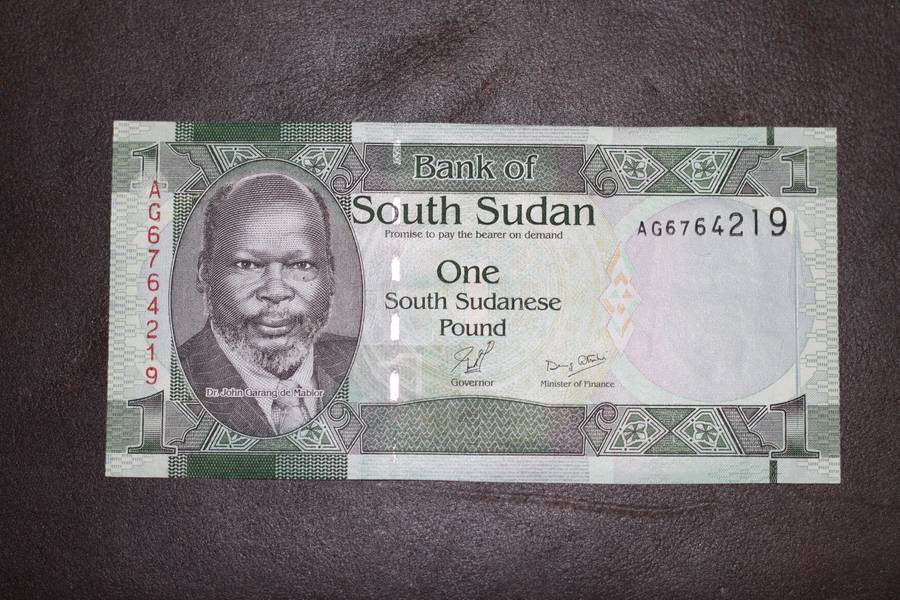 1
1
Bank of
South Sudan
Promise to pay the bearer on demand
AG6764219
AG6764219
One
South Sudanese
Pound
Governor
Minister of Finance
Dr. John Garang de Mabior
1
1